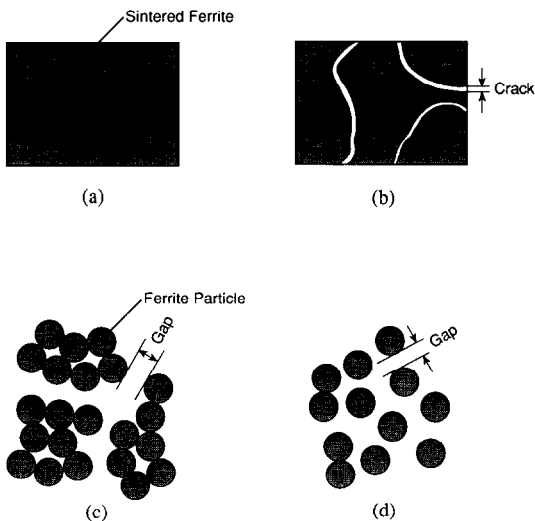 Sintered Ferrite
Crack
(a)
(b)
Ferrite Particle
Gap
Gap
(c)
(d)